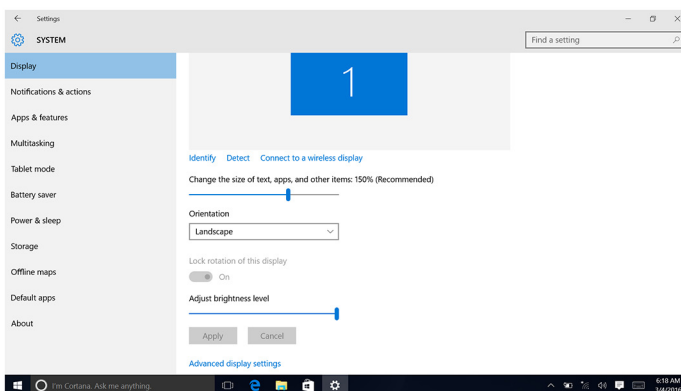 Settings
SYSTEM
Find a setting
Display
Notifications & actions
Apps & features
Multitasking
Tablet mode
Battery saver
Power & sleep
Storage
Offline maps
Default apps
About
1
Identify Detect Connect to a wireless display
Change the size of text, apps, and other items: 150% (Recommended)
Orientation
Landscape
Lock rotation of this display
On
Adjust brightness level
Apply Cancel
Advanced display settings
I'm Cortana. Ask me anything.
6:18 AM
3/4/2016